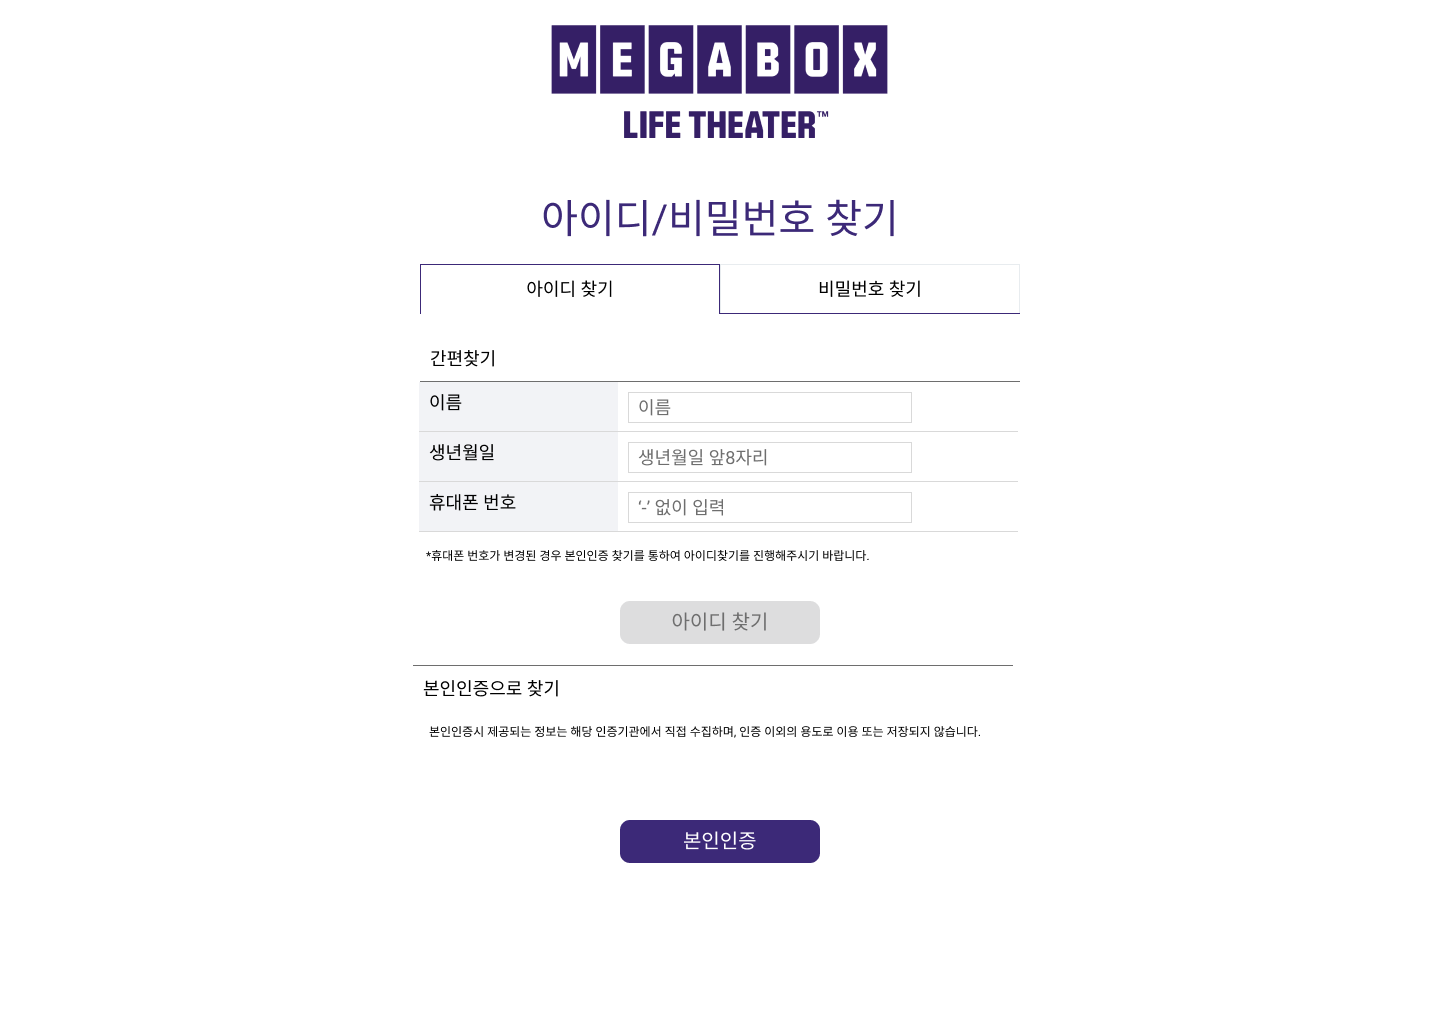 MEGABOX
LIFE THEATER™
아이디/비밀번호 찾기
아이디 찾기
비밀번호 찾기
간편찾기
이름
이름
생년월일
생년월일 앞8자리
휴대폰 번호
‘-’ 없이 입력
*휴대폰 번호가 변경된 경우 본인인증 찾기를 통하여 아이디찾기를 진행해주시기 바랍니다.
아이디 찾기
본인인증으로 찾기
본인인증시 제공되는 정보는 해당 인증기관에서 직접 수집하며, 인증 이외의 용도로 이용 또는 저장되지 않습니다.
본인인증